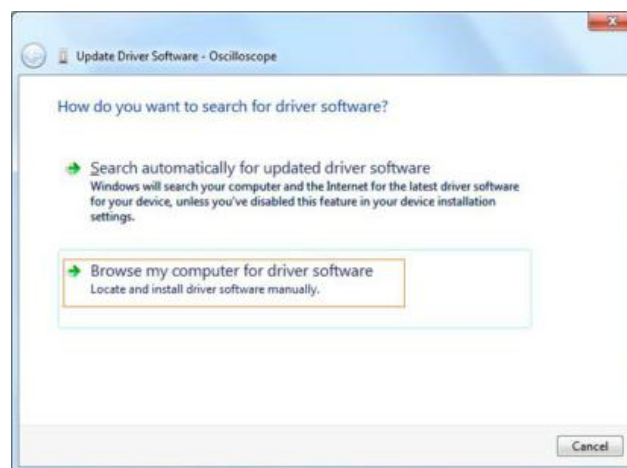 Update Driver Software - Oscilloscope
How do you want to search for driver software?
Search automatically for updated driver software
Windows will search your computer and the Internet for the latest driver software
for your device, unless you've disabled this feature in your device installation
settings.
Browse my computer for driver software
Locate and install driver software manually.
Cancel